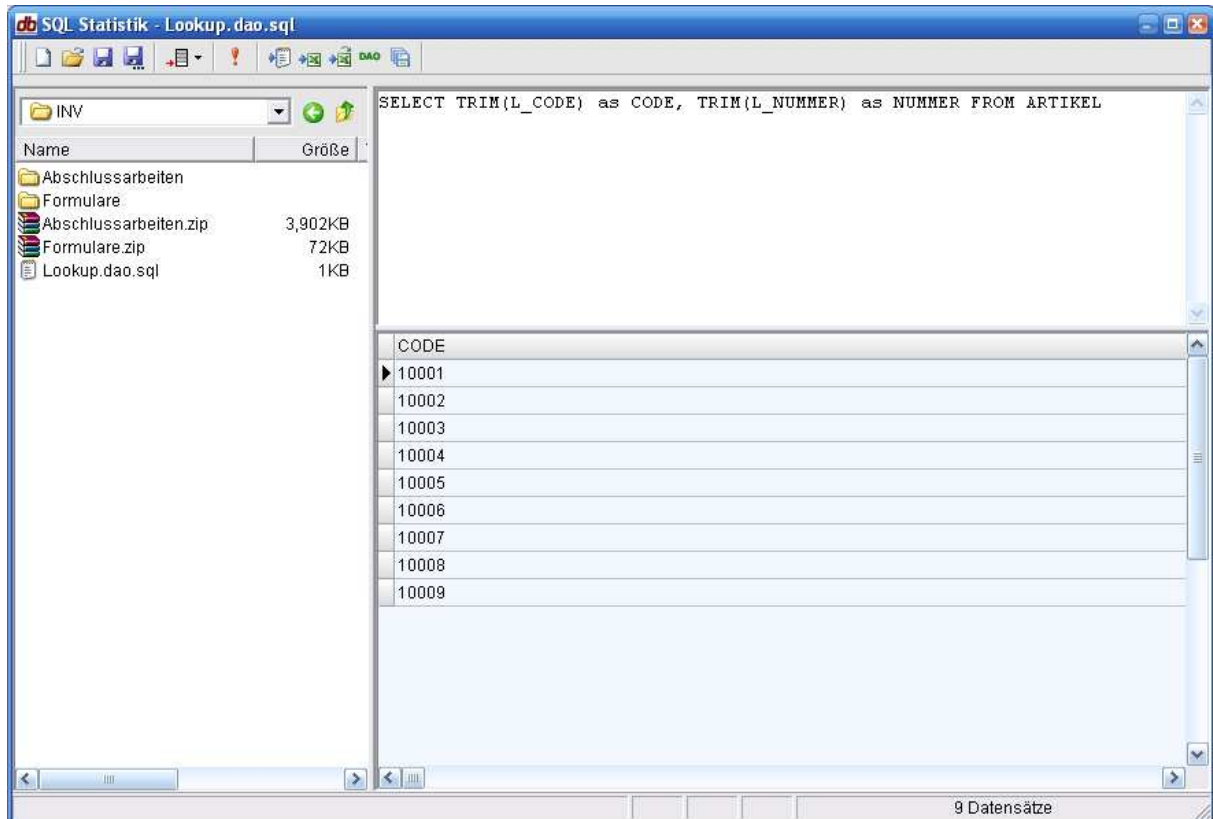 db SQL Statistik - Lookup.dao.sql
DAO
INV
Name Größe
Abschlussarbeiten
Formulare
Abschlussarbeiten.zip 3,902KB
Formulare.zip 72KB
Lookup.dao.sql 1KB
SELECT TRIM(L_CODE) as CODE, TRIM(L_NUMMER) as NUMMER FROM ARTIKEL
CODE
10001
10002
10003
10004
10005
10006
10007
10008
10009
9 Datensätze